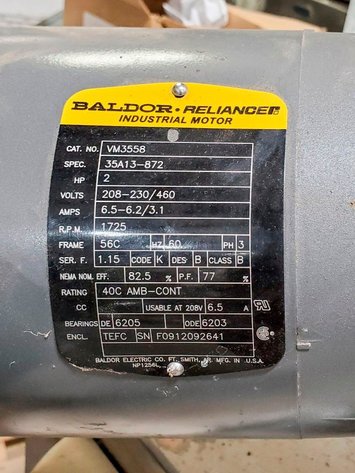 BALDOR • RELIANCE
INDUSTRIAL MOTOR
CAT. NO. VM3558
SPEC. 35A13-872
HP 2
VOLTS 208-230/460
AMPS 6.5-6.2/3.1
R.P.M. 1725
FRAME 56C HZ 60 PH 3
SER. F. 1.15 CODE K DES B CLASS B
NEMA NOM. EFF. 82.5 % P.F. 77 %
RATING 40C AMB-CONT
CC USABLE AT 208V 6.5 A
BEARINGS DE 6205 ODE 6203
ENCL. TEFC SN F0912092641
BALDOR ELECTRIC CO. FT. SMITH, AR. MFG. IN U.S.A.